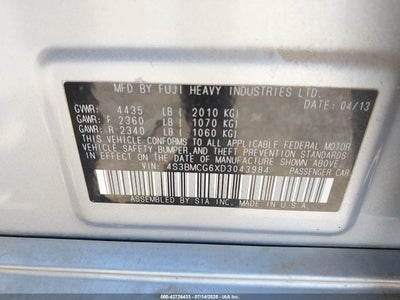 MFD BY FUJI HEAVY INDUSTRIES LTD.
DATE: 04/13
GVWR: 4435 LB ( 2010 KG)
GAWR: F 2360 LB ( 1070 KG)
GAWR: R 2340 LB ( 1060 KG)
THIS VEHICLE CONFORMS TO ALL APPLICABLE FEDERAL MOTOR
VEHICLE SAFETY, BUMPER, AND THEFT PREVENTION STANDARDS
IN EFFECT ON THE DATE OF MANUFACTURE SHOWN ABOVE.
VIN: 4S3BMCG6XD3043984 PASSENGER CAR
ASSEMBLED BY SIA INC. MADE IN U.S.A.
000-42726433 - 07/14/2025 - IAA LLC